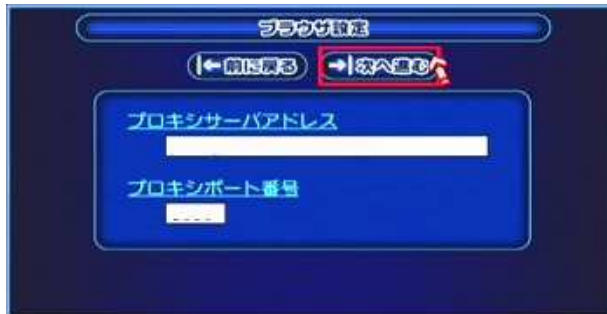 ブラウザ設定
前に戻る 次へ進む
プロキシサーバアドレス
プロキシポート番号